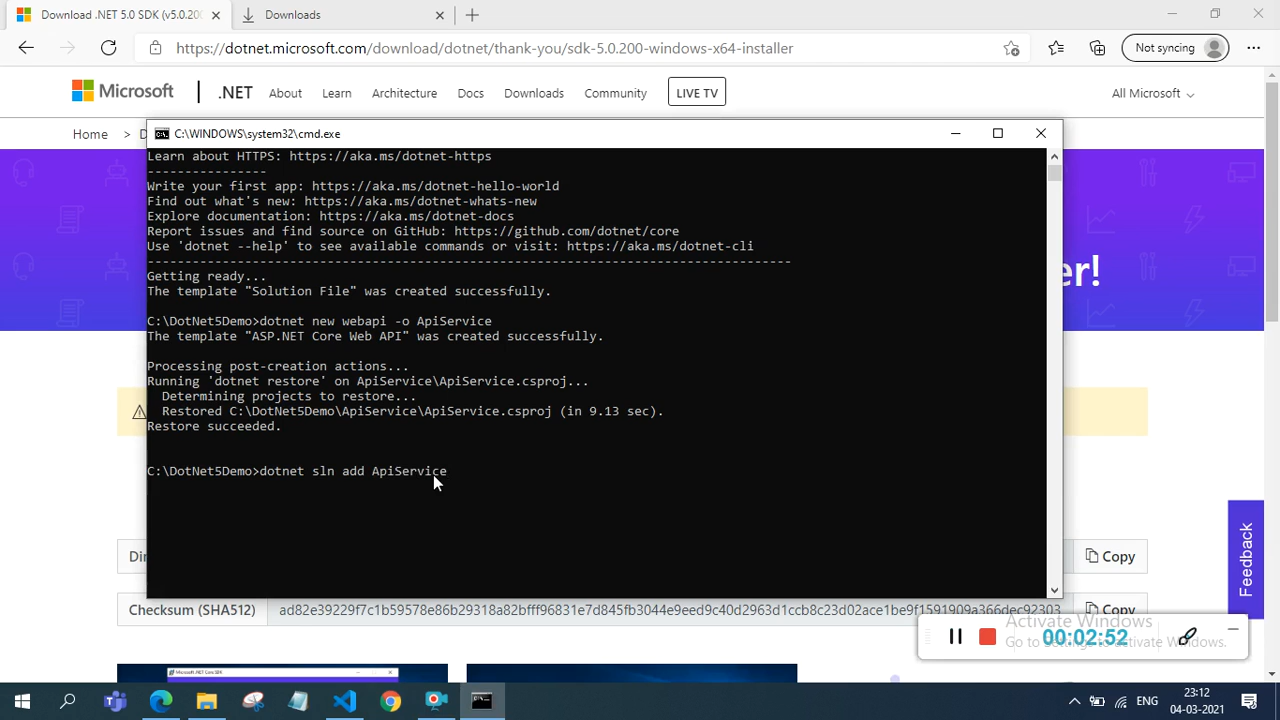 Download .NET 5.0 SDK (v5.0.200
Downloads
https://dotnet.microsoft.com/download/dotnet/thank-you/sdk-5.0.200-windows-x64-installer
Not syncing
Microsoft
.NET
About
Learn
Architecture
Docs
Downloads
Community
LIVE TV
All Microsoft
Home > D
C:\WINDOWS\system32\cmd.exe
Learn about HTTPS: https://aka.ms/dotnet-https
----------------
Write your first app: https://aka.ms/dotnet-hello-world
Find out what's new: https://aka.ms/dotnet-whats-new
Explore documentation: https://aka.ms/dotnet-docs
Report issues and find source on GitHub: https://github.com/dotnet/core
Use 'dotnet --help' to see available commands or visit: https://aka.ms/dotnet-cli
--------------------------------------------------------------------------------------
Getting ready...
The template "Solution File" was created successfully.
C:\DotNet5Demo>dotnet new webapi -o ApiService
The template "ASP.NET Core Web API" was created successfully.
Processing post-creation actions...
Running 'dotnet restore' on ApiService\ApiService.csproj...
Determining projects to restore...
Restored C:\DotNet5Demo\ApiService\ApiService.csproj (in 9.13 sec).
Restore succeeded.
C:\DotNet5Demo>dotnet sln add ApiService
er!
Feedback
Dir
Copy
Checksum (SHA512)
ad82e39229f7c1b59578e86b29318a82bfff96831e7d845fb3044e9eed9c40d2963d1ccb8c23d02ace1be9f1591909a366dec92303
Copy
Activate Windows
Go to Settings to activate Windows.
00:02:52
ENG
23:12
04-03-2021